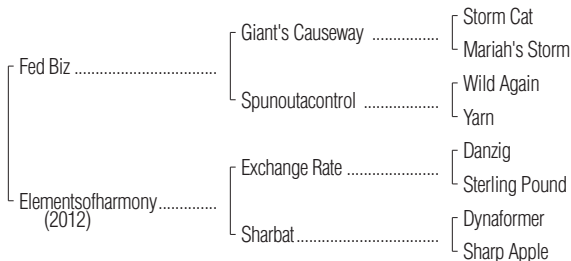 Storm Cat
Giant's Causeway ................
Mariah's Storm
Fed Biz .................................
Wild Again
Spunoutacontrol ..................
Yarn
Danzig
Exchange Rate .....................
Sterling Pound
Elementsofharmony..............
(2012)
Dynaformer
Sharbat.................................
Sharp Apple